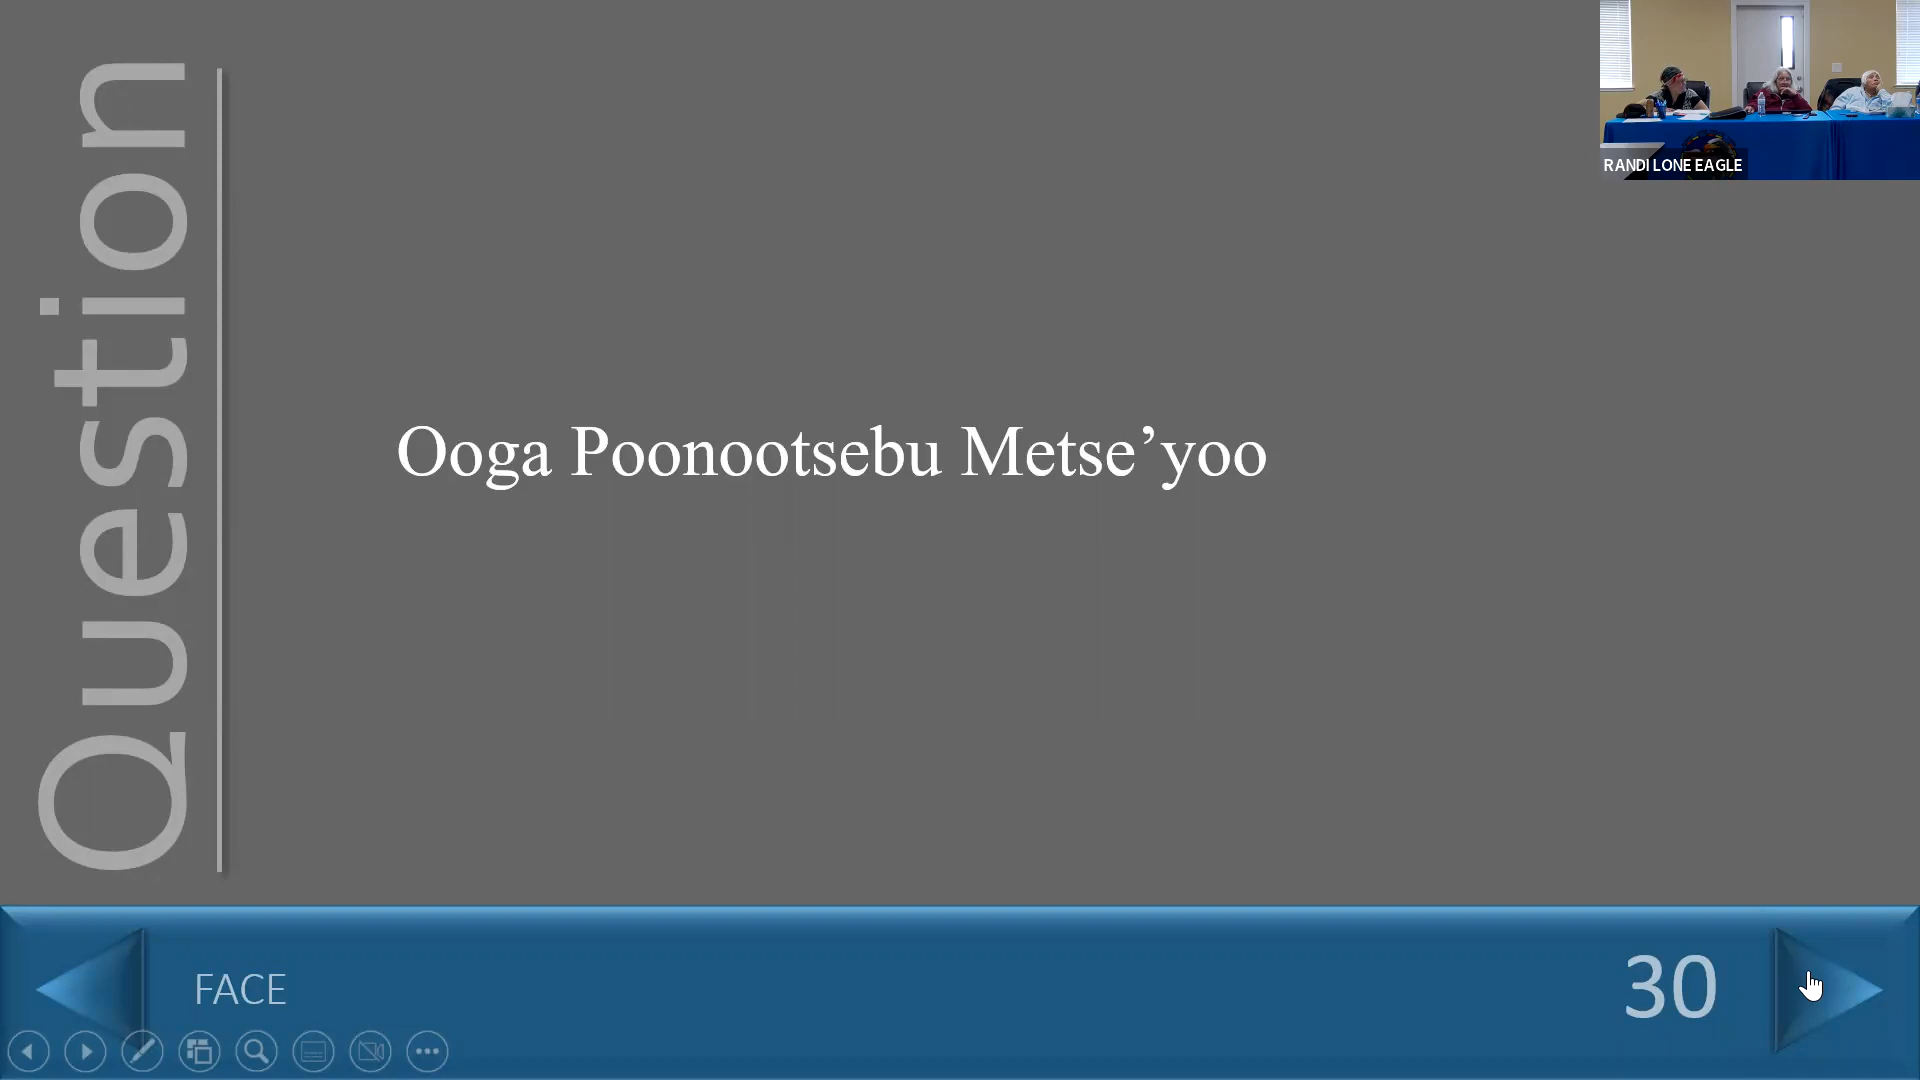 Question
Ooga Poonootsebu Metse’yoo
RANDI LONE EAGLE
FACE
30